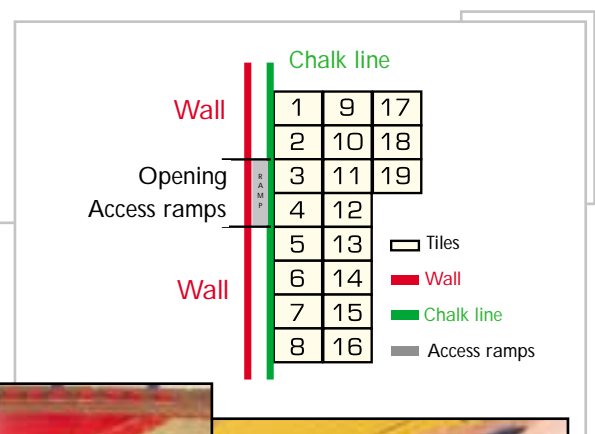 Chalk line
Wall
1 9 17
2 10 18
Opening
RAMP
3 11 19
Access ramps
4 12
5 13
Tiles
Wall
6 14
Wall
7 15
Chalk line
8 16
Access ramps